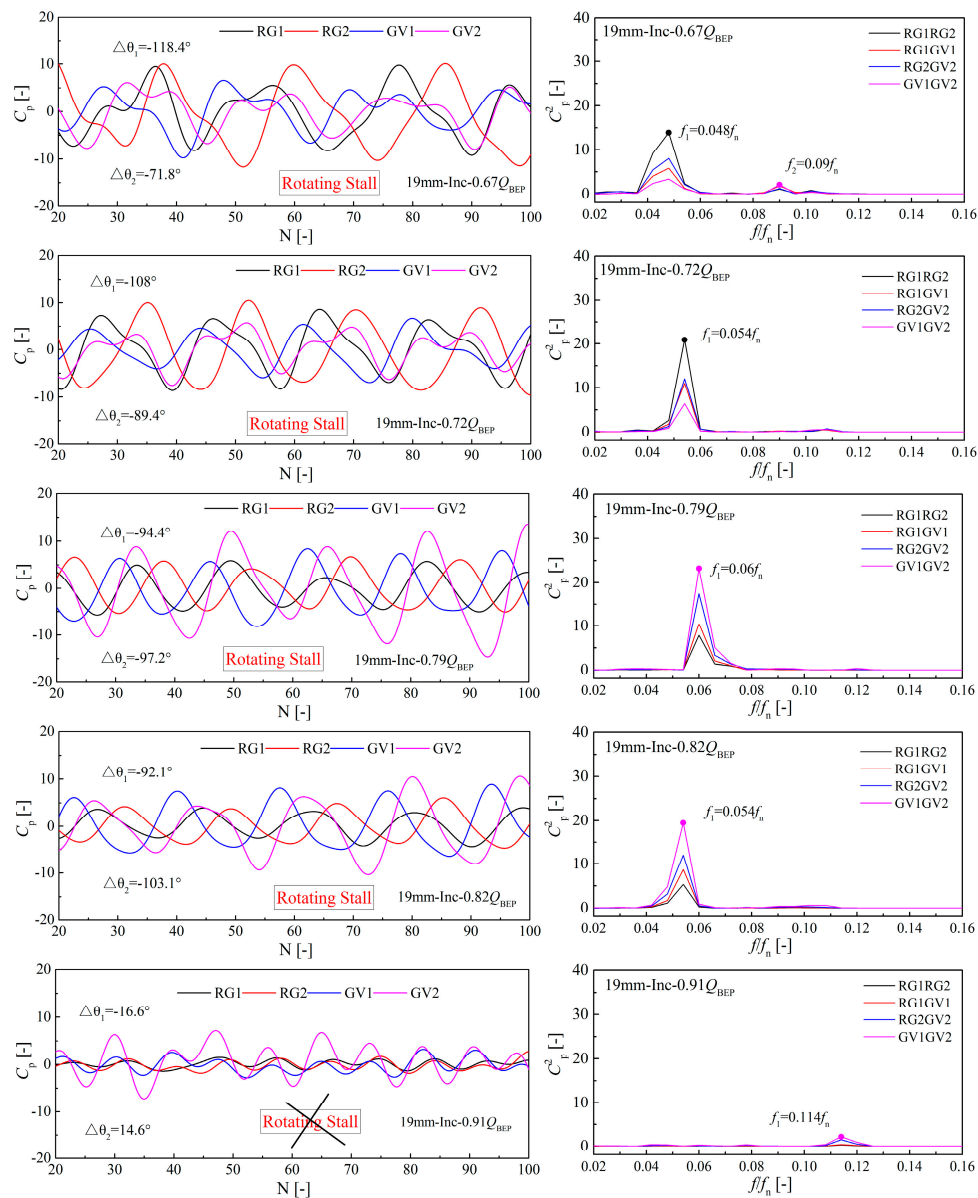 RG1 RG2 GV1 GV2
△θ1=-118.4°
△θ2=-71.8°
Rotating Stall
19mm-Inc-0.67QBEP
Cp [-]
20
10
0
-10
-20
20 30 40 50 60 70 80 90 100
N [-]
19mm-Inc-0.67QBEP
RG1RG2
RG1GV1
RG2GV2
GV1GV2
f1=0.048fn
f2=0.09fn
C²F [-]
40
30
20
10
0
0.02 0.04 0.06 0.08 0.10 0.12 0.14 0.16
f/fn [-]
RG1 RG2 GV1 GV2
△θ1=-108°
△θ2=-89.4°
Rotating Stall
19mm-Inc-0.72QBEP
Cp [-]
20
10
0
-10
-20
20 30 40 50 60 70 80 90 100
N [-]
19mm-Inc-0.72QBEP
RG1RG2
RG1GV1
RG2GV2
GV1GV2
f1=0.054fn
C²F [-]
40
30
20
10
0
0.02 0.04 0.06 0.08 0.10 0.12 0.14 0.16
f/fn [-]
RG1 RG2 GV1 GV2
△θ1=-94.4°
△θ2=-97.2°
Rotating Stall
19mm-Inc-0.79QBEP
Cp [-]
20
10
0
-10
-20
20 30 40 50 60 70 80 90 100
N [-]
19mm-Inc-0.79QBEP
RG1RG2
RG1GV1
RG2GV2
GV1GV2
f1=0.06fn
C²F [-]
40
30
20
10
0
0.02 0.04 0.06 0.08 0.10 0.12 0.14 0.16
f/fn [-]
RG1 RG2 GV1 GV2
△θ1=-92.1°
△θ2=-103.1°
Rotating Stall
19mm-Inc-0.82QBEP
Cp [-]
20
10
0
-10
-20
20 30 40 50 60 70 80 90 100
N [-]
19mm-Inc-0.82QBEP
RG1RG2
RG1GV1
RG2GV2
GV1GV2
f1=0.054fn
C²F [-]
40
30
20
10
0
0.02 0.04 0.06 0.08 0.10 0.12 0.14 0.16
f/fn [-]
RG1 RG2 GV1 GV2
△θ1=-16.6°
△θ2=14.6°
Rotating Stall
19mm-Inc-0.91QBEP
Cp [-]
20
10
0
-10
-20
20 30 40 50 60 70 80 90 100
N [-]
19mm-Inc-0.91QBEP
RG1RG2
RG1GV1
RG2GV2
GV1GV2
f1=0.114fn
C²F [-]
40
30
20
10
0
0.02 0.04 0.06 0.08 0.10 0.12 0.14 0.16
f/fn [-]